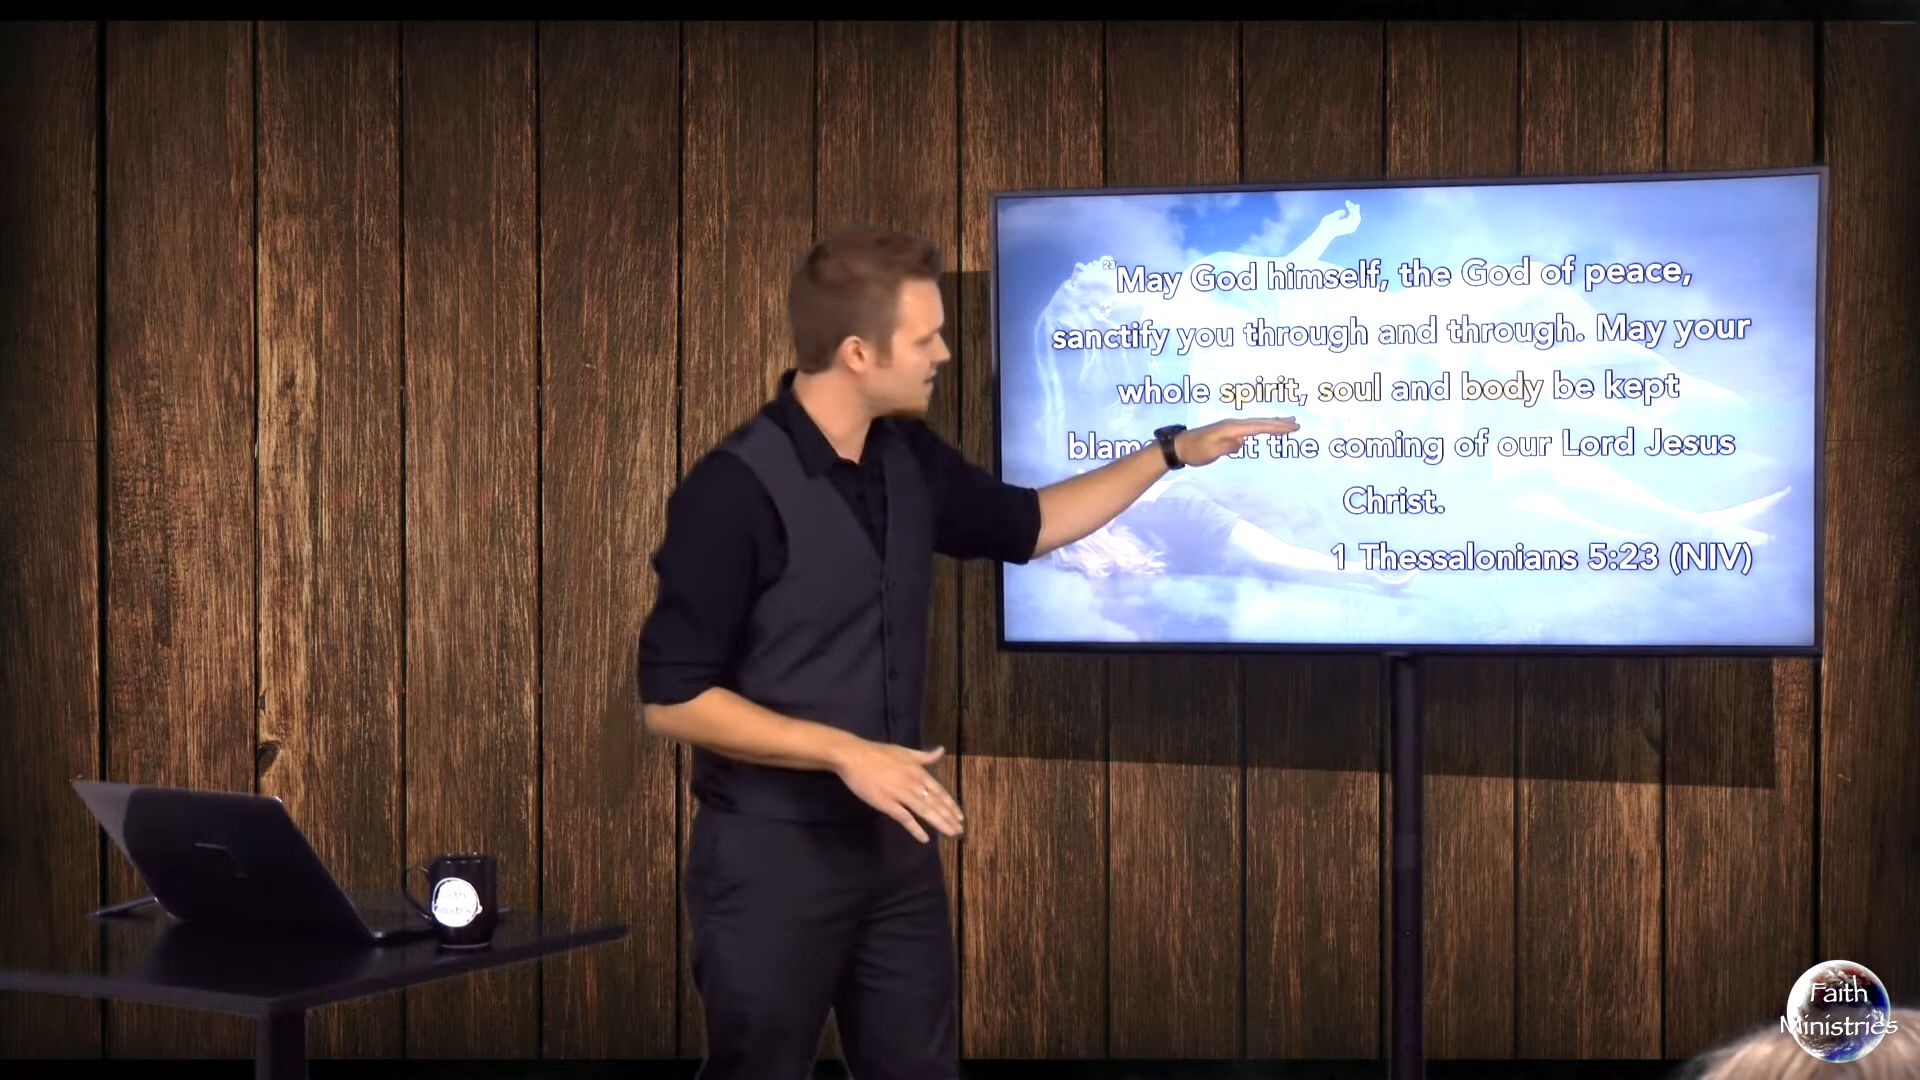 23 May God himself, the God of peace,
sanctify you through and through. May your
whole spirit, soul and body be kept
the coming of our Lord Jesus
Christ.
1 Thessalonians 5:23 (NIV)
Faith
Ministries